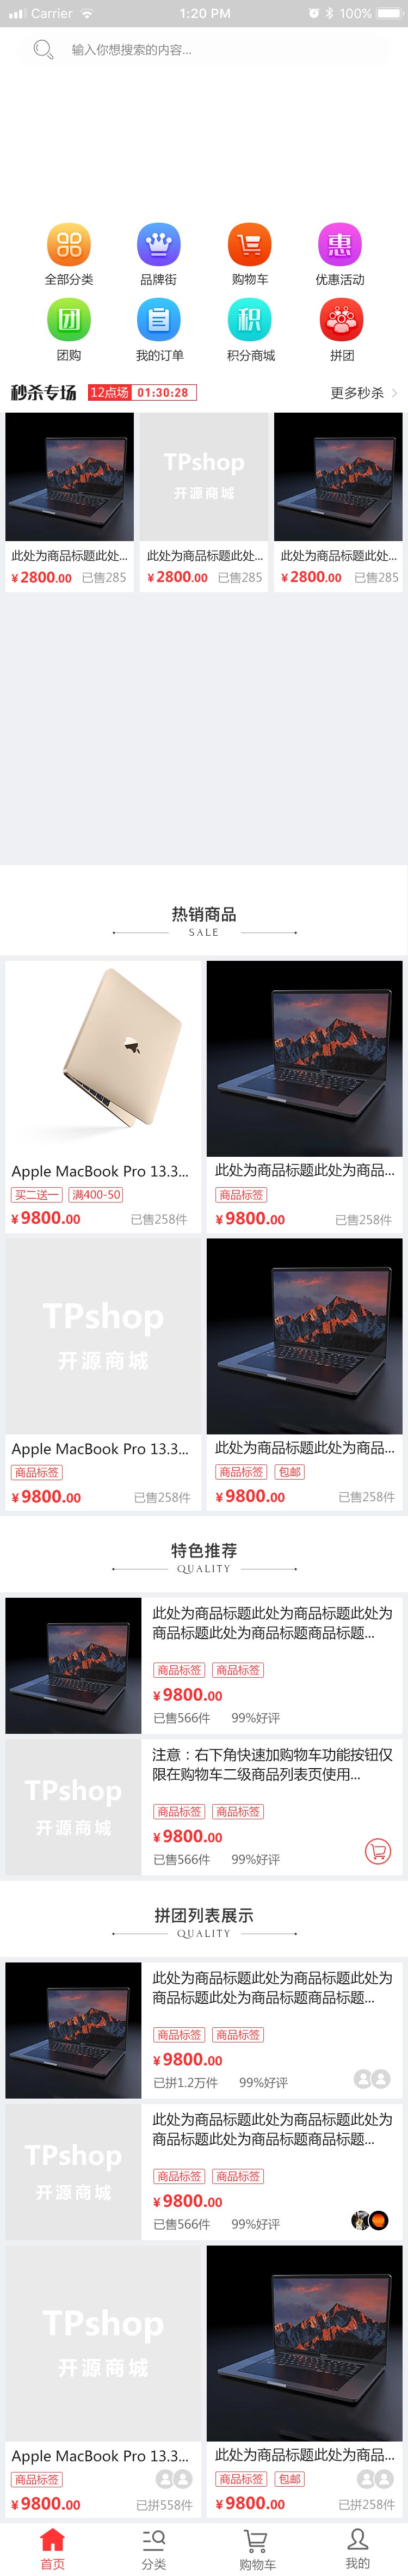 Carrier 1:20 PM 100%
输入你想搜索的内容...
全部分类 品牌街 购物车 优惠活动
惠
团 积
团购 我的订单 积分商城 拼团
秒杀专场 12点场 01:30:28 更多秒杀
TPshop
开源商城
此处为商品标题此处... 此处为商品标题此处... 此处为商品标题此处...
¥2800.00 已售285 ¥2800.00 已售285 ¥2800.00 已售285
热销商品
SALE
Apple MacBook Pro 13.3... 此处为商品标题此处为商品...
买二送一 满400-50 商品标签
¥9800.00 已售258件 ¥9800.00 已售258件
TPshop
开源商城
Apple MacBook Pro 13.3... 此处为商品标题此处为商品...
商品标签 商品标签 包邮
¥9800.00 已售258件 ¥9800.00 已售258件
特色推荐
QUALITY
此处为商品标题此处为商品标题此处为
商品标题此处为商品标题商品标题...
商品标签 商品标签
¥9800.00
已售566件 99%好评
TPshop
开源商城
注意：右下角快速加购物车功能按钮仅
限在购物车二级商品列表页使用...
商品标签 商品标签
¥9800.00
已售566件 99%好评
拼团列表展示
QUALITY
此处为商品标题此处为商品标题此处为
商品标题此处为商品标题商品标题...
商品标签 商品标签
¥9800.00
已拼1.2万件 99%好评
TPshop
开源商城
此处为商品标题此处为商品标题此处为
商品标题此处为商品标题商品标题...
商品标签 商品标签
¥9800.00
已售566件 99%好评
TPshop
开源商城
Apple MacBook Pro 13.3... 此处为商品标题此处为商品...
商品标签 商品标签 包邮
¥9800.00 已拼558件 ¥9800.00 已拼258件
首页 分类 购物车 我的